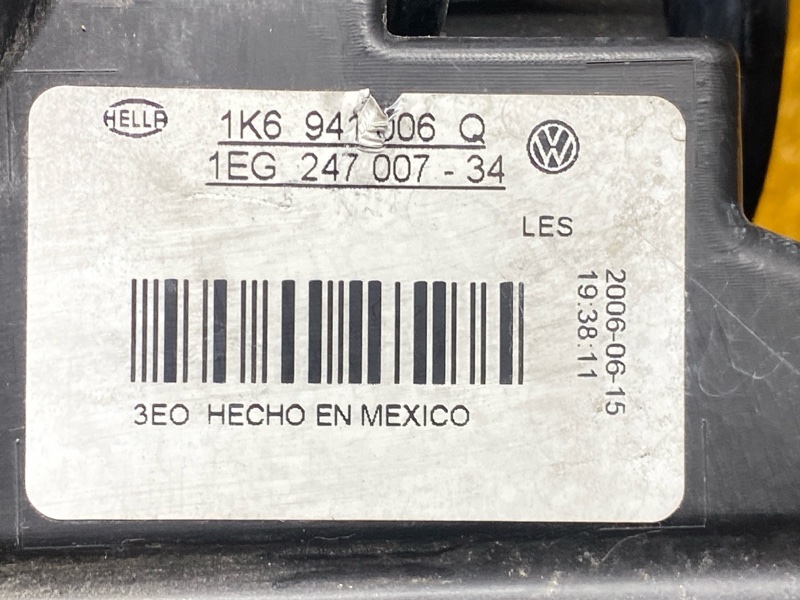 HELLA
1K6 941 006 Q
1EG 247 007 - 34
LES
2006-06-15
19:38:11
3EO HECHO EN MEXICO